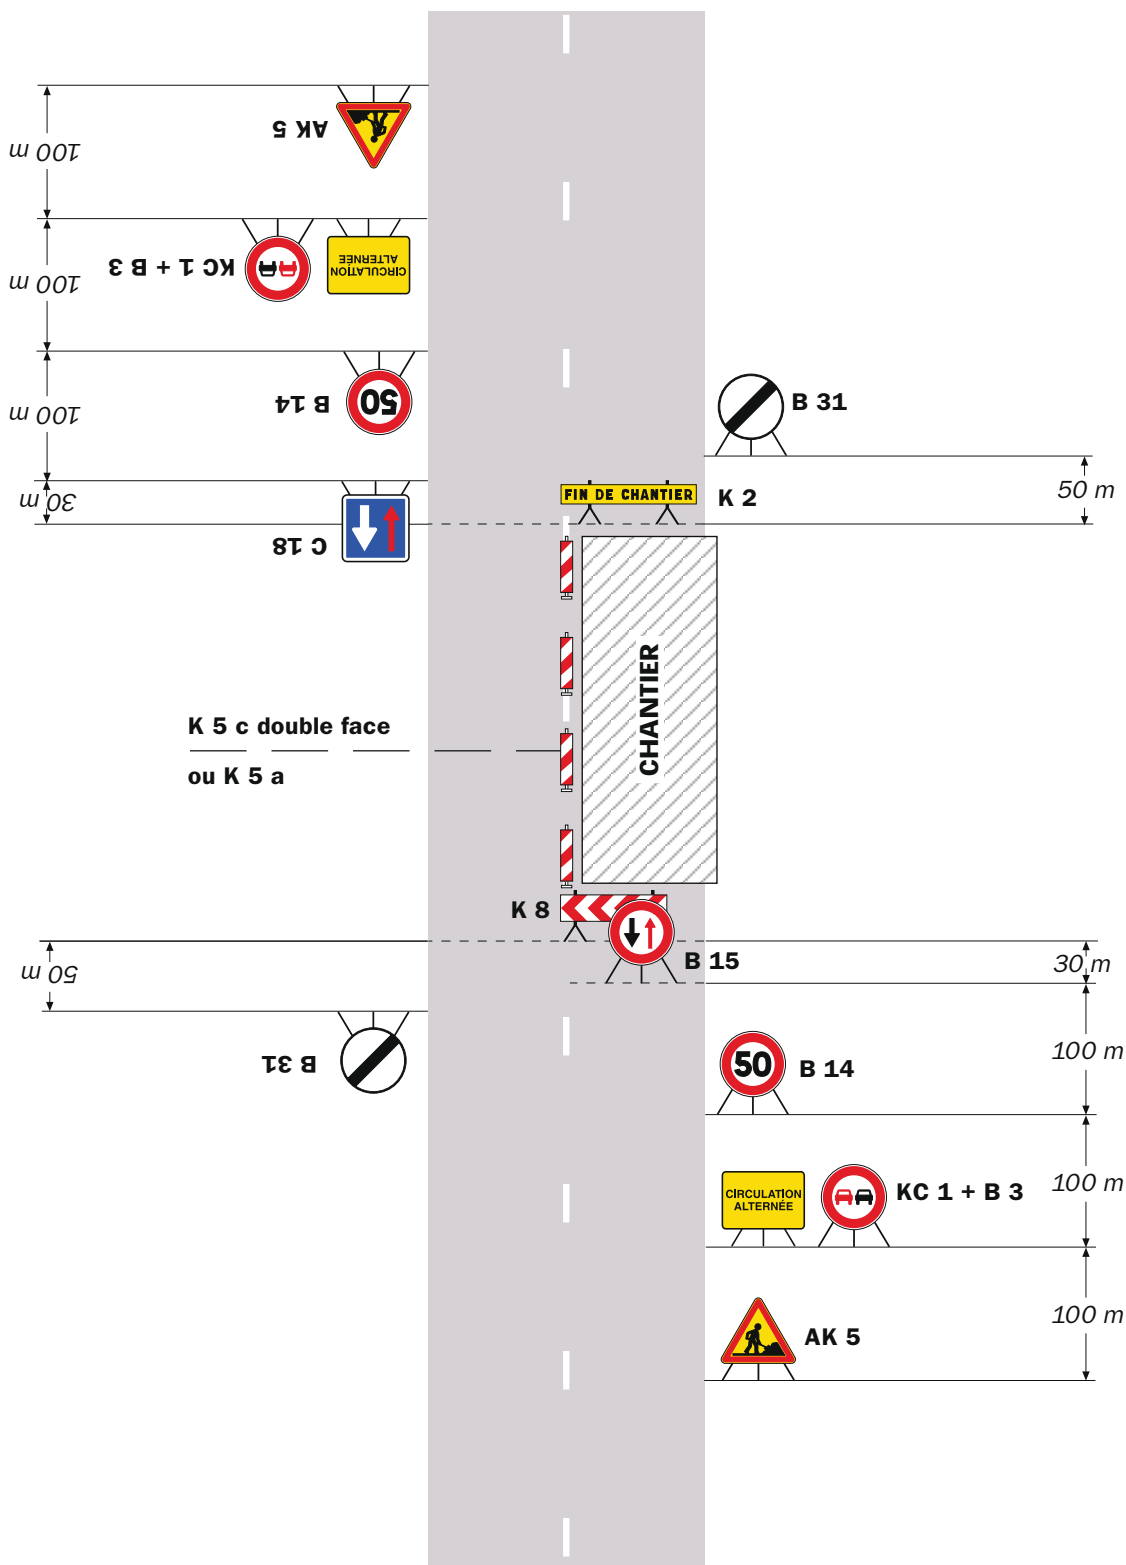 AK 5
100 m
KC 1 + B 3
CIRCULATION
ALTERNÉE
100 m
B 14
50
100 m
B 31
30 m
FIN DE CHANTIER
K 2
50 m
C 18
CHANTIER
K 5 c double face
ou K 5 a
K 8
B 15
30 m
50 m
B 31
50
B 14
100 m
CIRCULATION
ALTERNÉE
KC 1 + B 3
100 m
AK 5
100 m